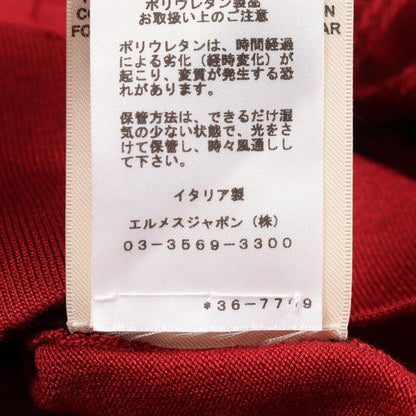 ポリウレタン製品
お取扱い上のご注意
ポリウレタンは、時間経過
による劣化（経時変化）が
起こり、変質が発生する恐
れがあります。
保管方法は、できるだけ湿
気の少ない状態で、光をさ
けて保管し、時々風通しし
て下さい。
イタリア製
エルメスジャポン（株）
03-3569-3300